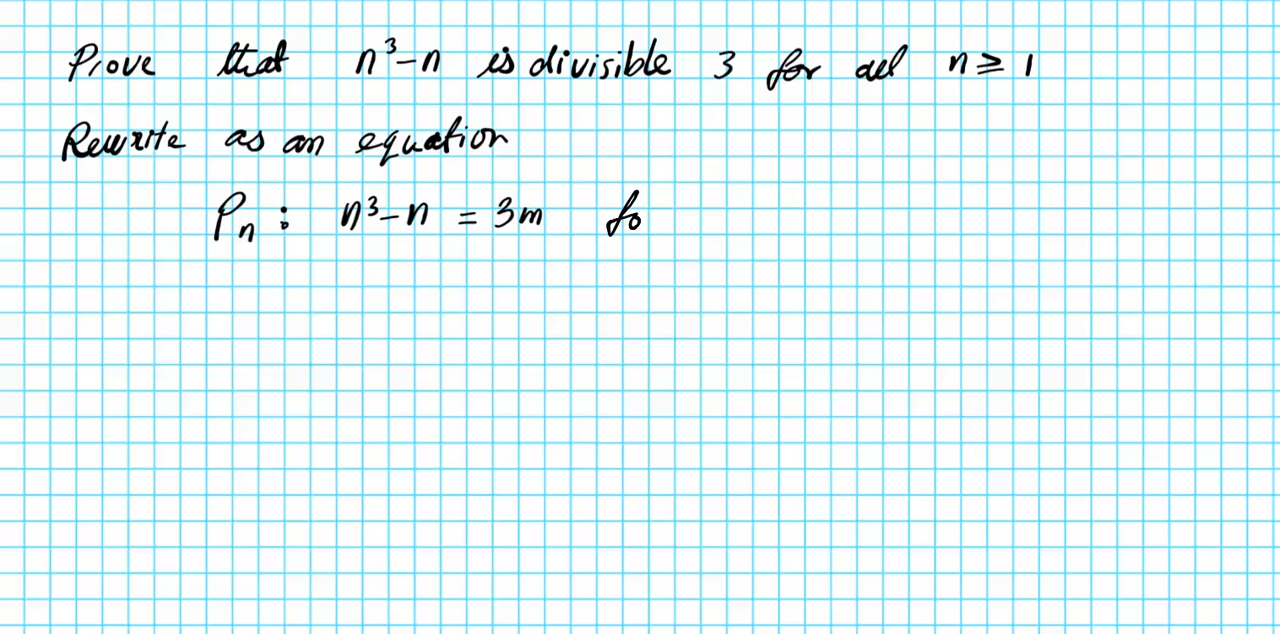 Prove that n³-n is divisible 3 for all n ≥ 1
Rewrite as an equation
Pₙ : n³-n = 3m fo